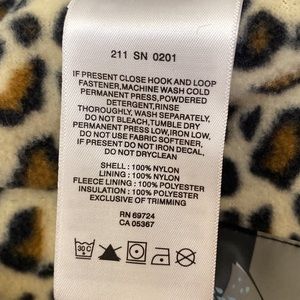 211 SN 0201
IF PRESENT CLOSE HOOK AND LOOP
FASTENER,MACHINE WASH COLD
PERMANENT PRESS,POWDERED
DETERGENT,RINSE
THOROUGHLY, WASH SEPARATELY,
DO NOT BLEACH,TUMBLE DRY
PERMANENT PRESS LOW,IRON LOW,
DO NOT USE FABRIC SOFTENER,
IF PRESENT DO NOT IRON DECAL,
DO NOT DRYCLEAN
SHELL : 100% NYLON
LINING : 100% NYLON
FLEECE LINING : 100% POLYESTER
INSULATION : 100% POLYESTER
EXCLUSIVE OF TRIMMING
RN 69724
CA 05367
30 C